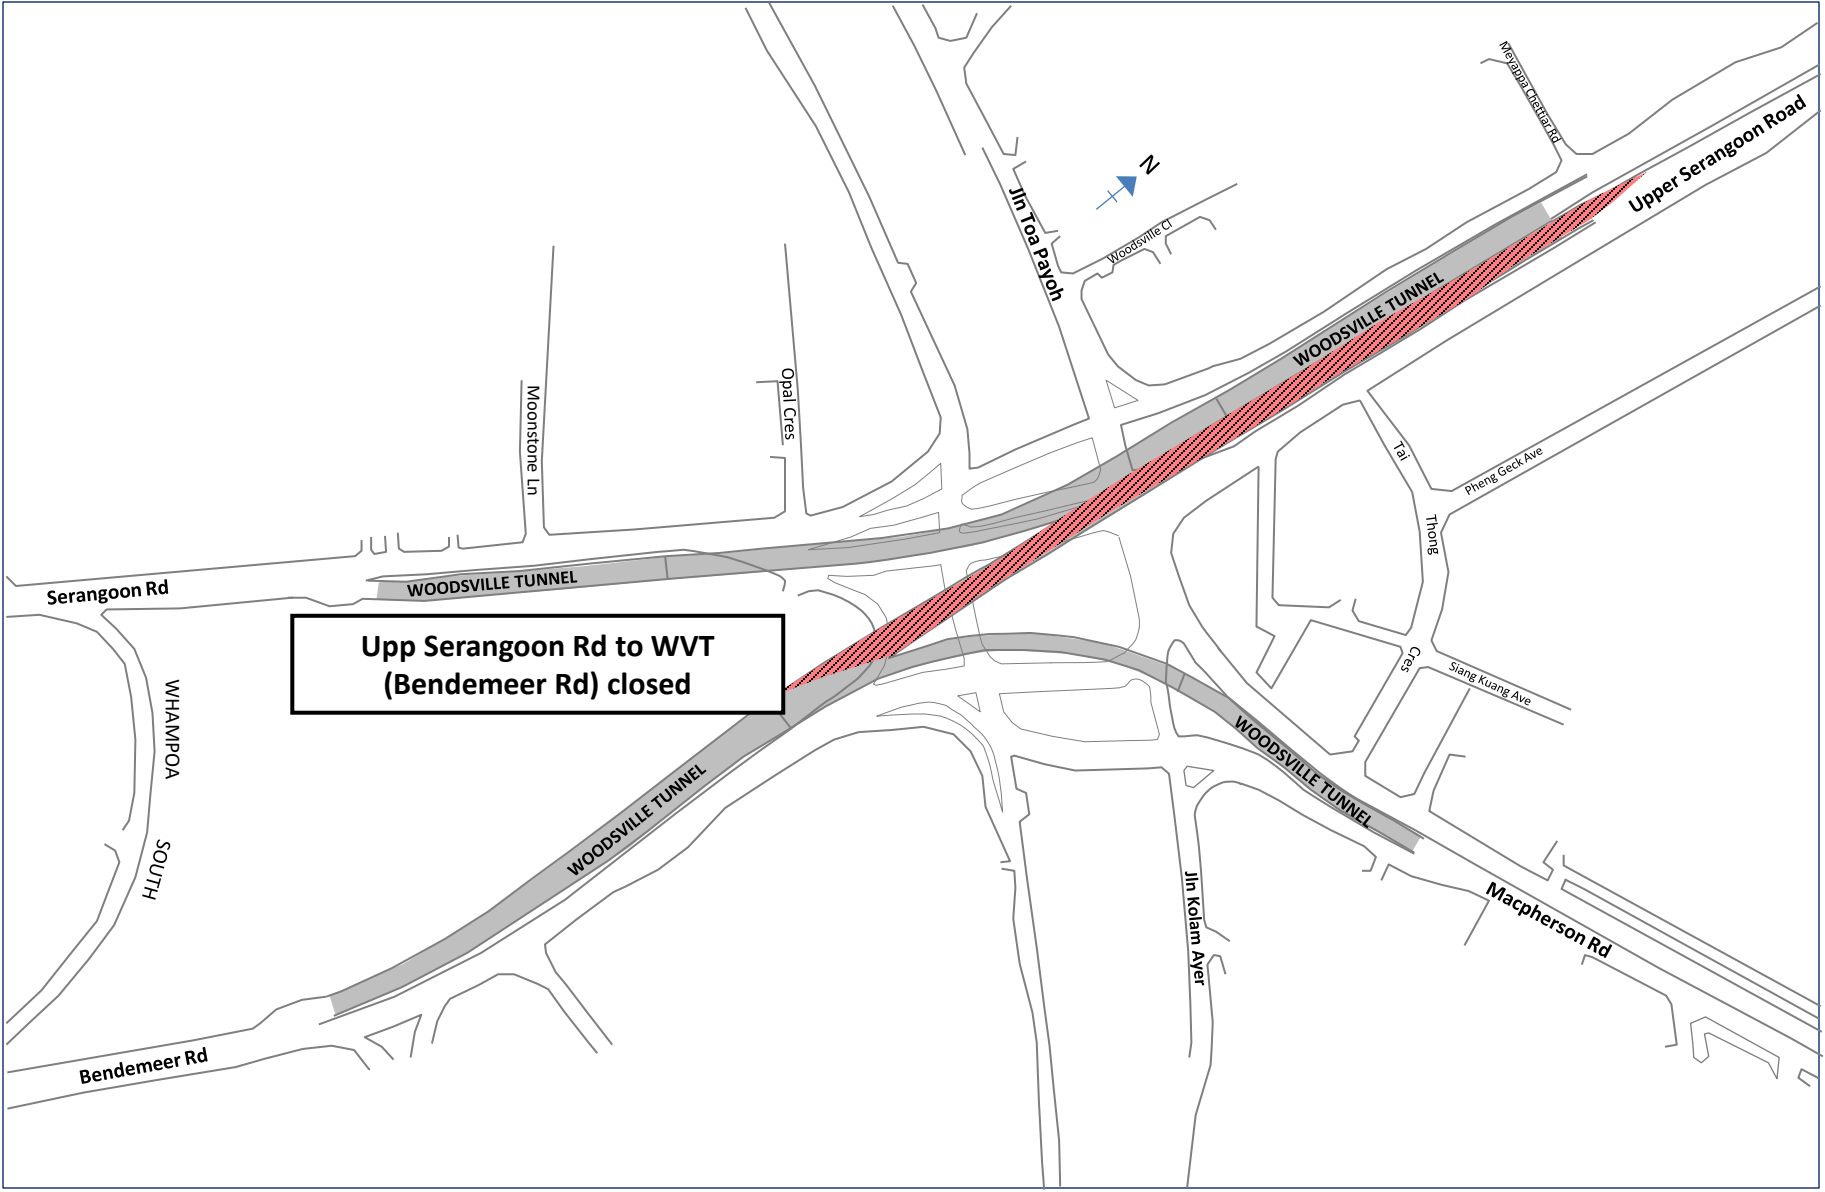 Meyappa Chettiar Rd
Upper Serangoon Road
N
Jln Toa Payoh
Woodsville Cl
WOODSVILLE TUNNEL
Moonstone Ln
Opal Cres
Tai
Thong
Cres
Pheng Geck Ave
Serangoon Rd
WOODSVILLE TUNNEL
Upp Serangoon Rd to WVT
(Bendemeer Rd) closed
Siang Kuang Ave
WHAMPOA
SOUTH
WOODSVILLE TUNNEL
WOODSVILLE TUNNEL
Jln Kolam Ayer
Macpherson Rd
Bendemeer Rd